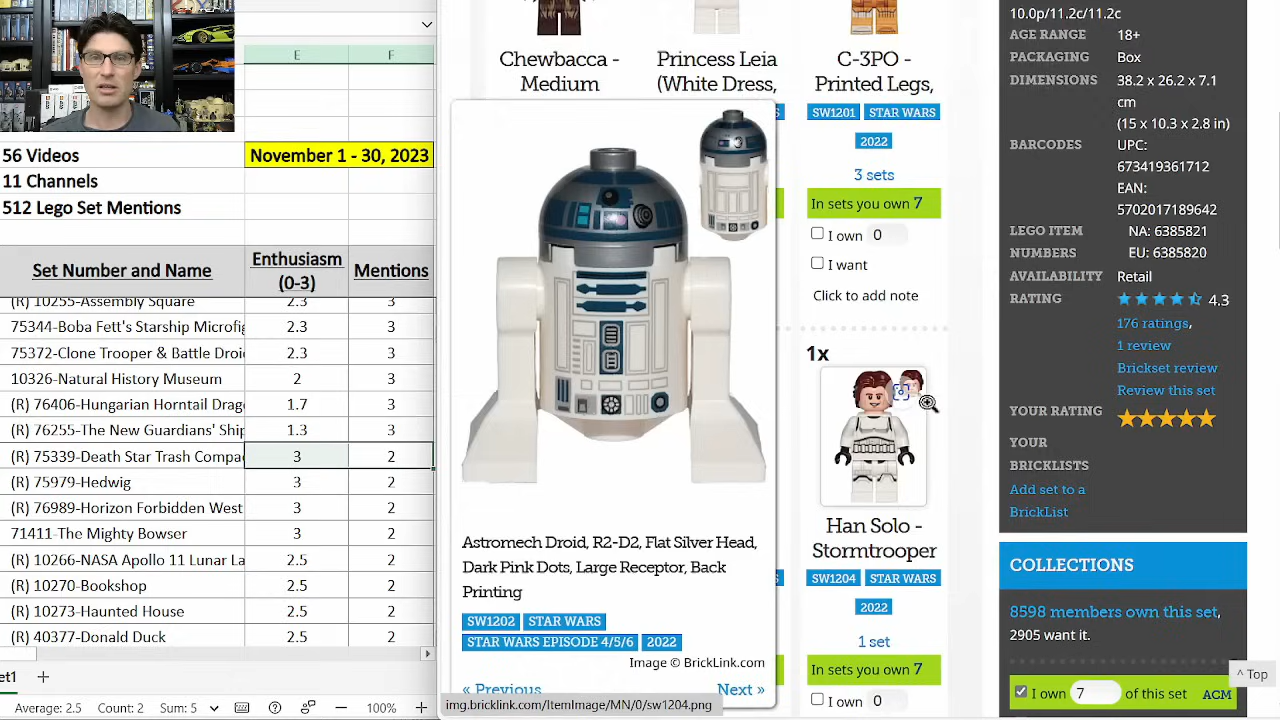 E
F
56 Videos
November 1 - 30, 2023
11 Channels
512 Lego Set Mentions
Set Number and Name
Enthusiasm
(0-3)
Mentions
(R) 10255-Assembly Square
2.3
3
75344-Boba Fett's Starship Microfig
2.3
3
75372-Clone Trooper & Battle Droi
2.3
3
10326-Natural History Museum
2
3
(R) 76406-Hungarian Horntail Drag
1.7
3
(R) 76255-The New Guardians' Ship
1.3
3
(R) 75339-Death Star Trash Compa
3
2
(R) 75979-Hedwig
3
2
(R) 76989-Horizon Forbidden West
3
2
71411-The Mighty Bowser
3
2
(R) 10266-NASA Apollo 11 Lunar La
2.5
2
(R) 10270-Bookshop
2.5
2
(R) 10273-Haunted House
2.5
2
(R) 40377-Donald Duck
2.5
2
et1
Average: 2.5
Count: 2
Sum: 5
100%
Chewbacca -
Medium
Princess Leia
(White Dress,
C-3PO -
Printed Legs,
SW1201
STAR WARS
2022
3 sets
In sets you own 7
I own 0
I want
Click to add note
Astromech Droid, R2-D2, Flat Silver Head,
Dark Pink Dots, Large Receptor, Back
Printing
SW1202
STAR WARS
STAR WARS EPISODE 4/5/6
2022
Image © BrickLink.com
« Previous
Next »
img.bricklink.com/ItemImage/MN/0/sw1204.png
1x
Han Solo -
Stormtrooper
SW1204
STAR WARS
2022
1 set
In sets you own 7
I own 0
10.0p/11.2c/11.2c
AGE RANGE
18+
PACKAGING
Box
DIMENSIONS
38.2 x 26.2 x 7.1
cm
(15 x 10.3 x 2.8 in)
BARCODES
UPC:
673419361712
EAN:
5702017189642
LEGO ITEM
NUMBERS
NA: 6385821
EU: 6385820
AVAILABILITY
Retail
RATING
4.3
176 ratings,
1 review
Brickset review
Review this set
YOUR RATING
YOUR
BRICKLISTS
Add set to a
BrickList
COLLECTIONS
8598 members own this set,
2905 want it.
^ Top
I own 7 of this set
ACM